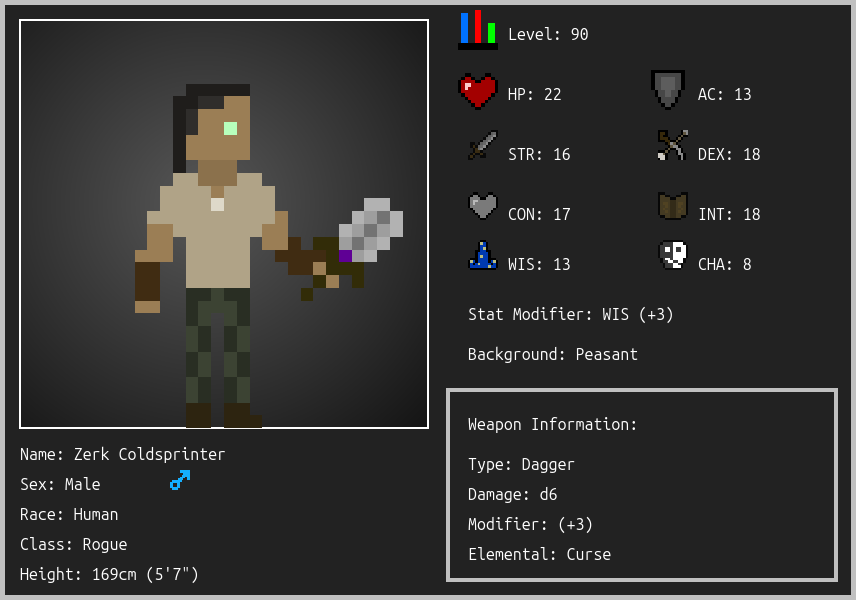 Level: 90
HP: 22
AC: 13
STR: 16
DEX: 18
CON: 17
INT: 18
WIS: 13
CHA: 8
Stat Modifier: WIS (+3)
Background: Peasant
Weapon Information:
Type: Dagger
Damage: d6
Modifier: (+3)
Elemental: Curse
Name: Zerk Coldsprinter
Sex: Male
Race: Human
Class: Rogue
Height: 169cm (5'7")